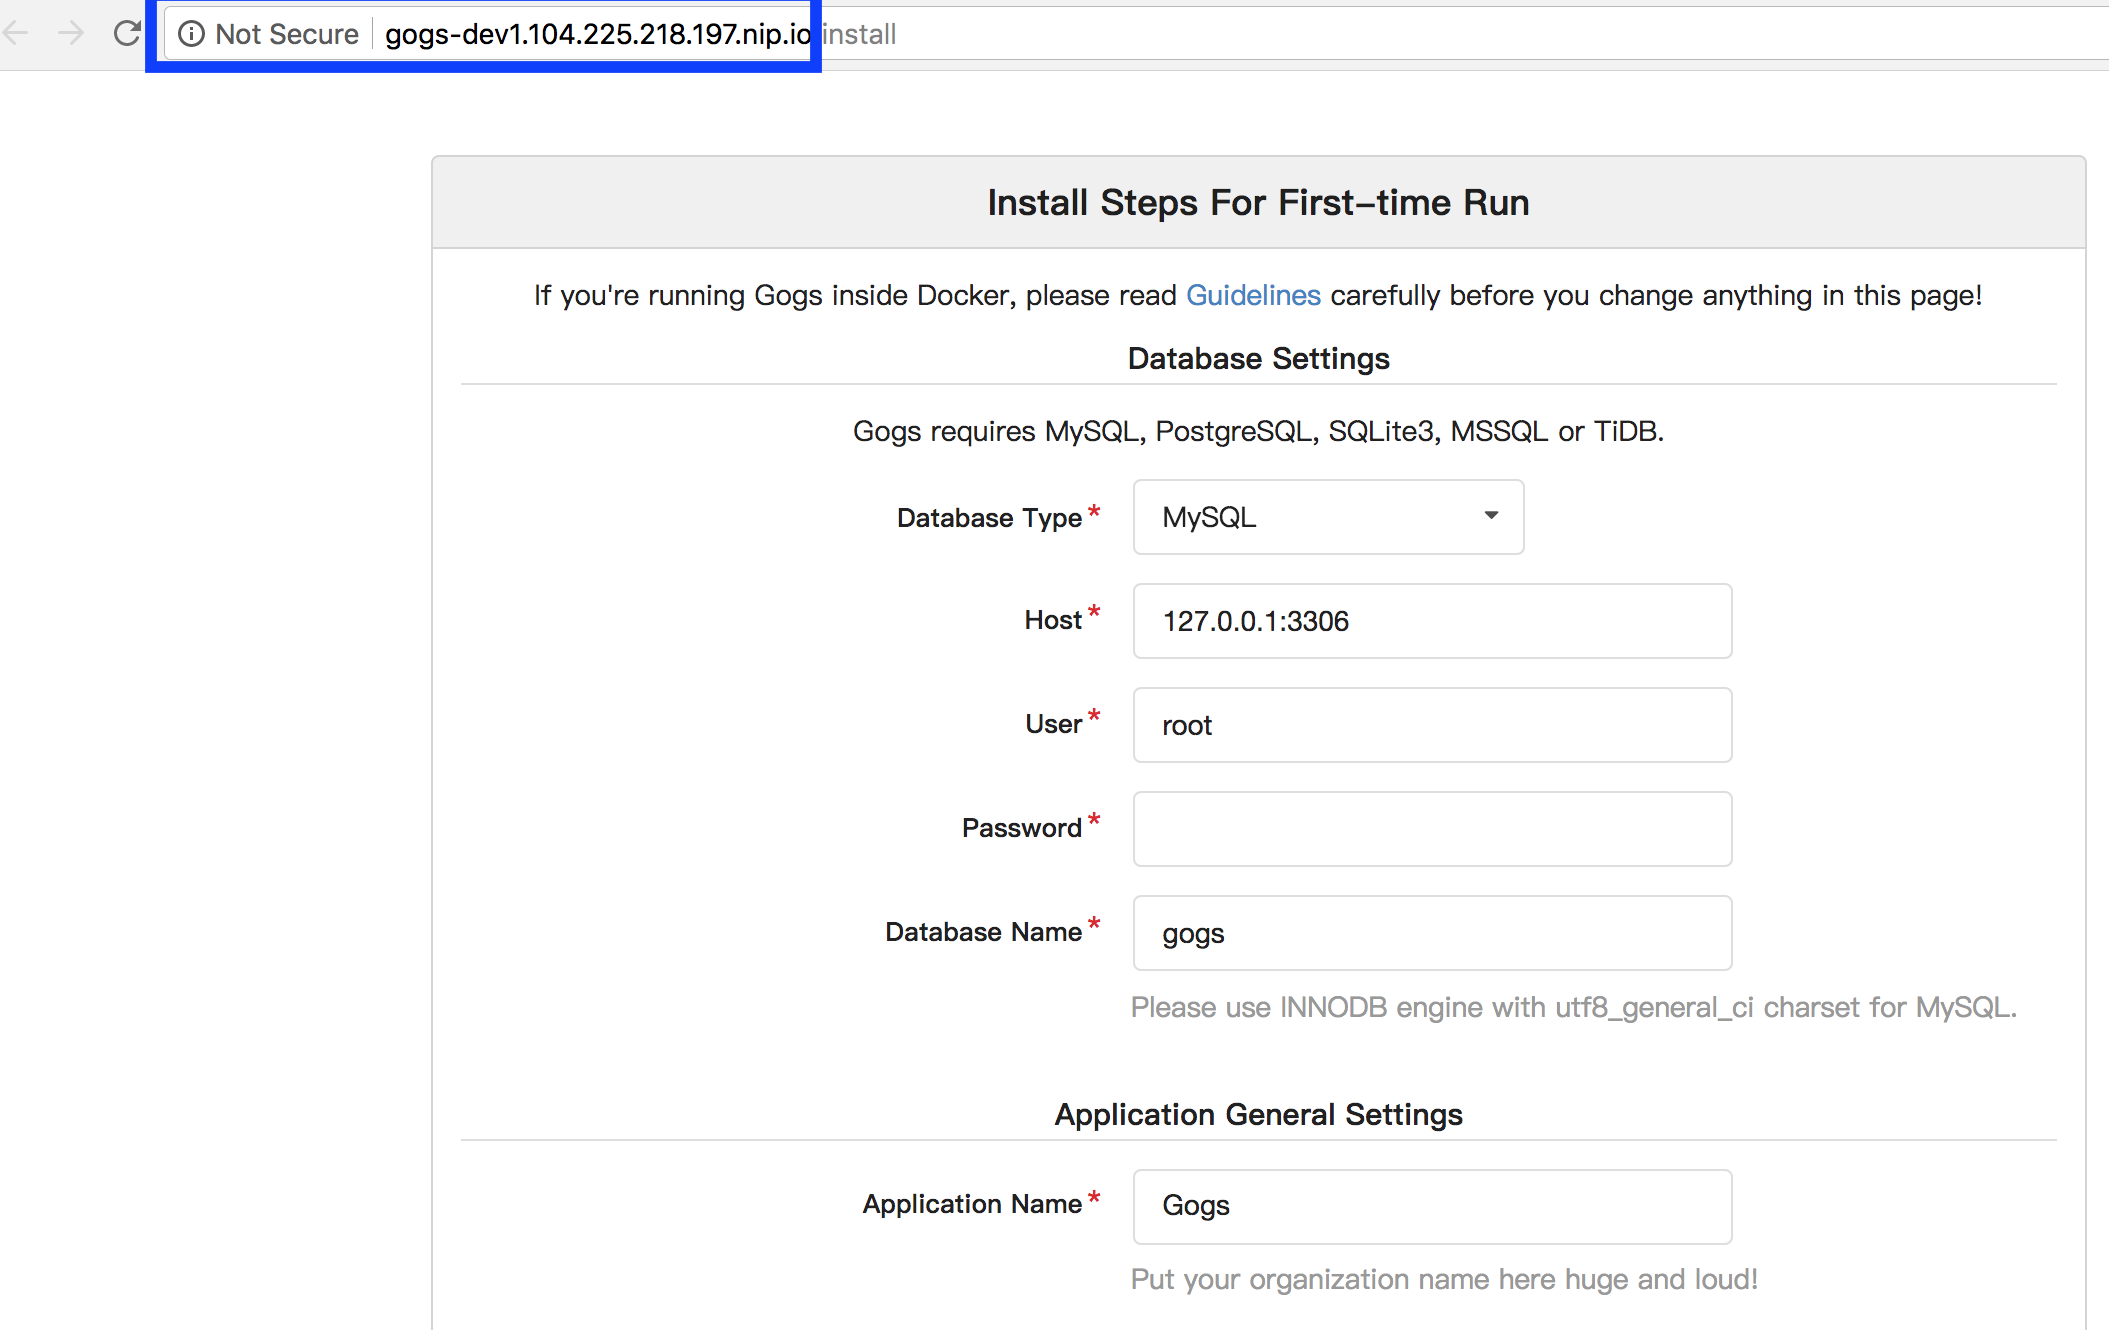 Not Secure gogs-dev1.104.225.218.197.nip.io install
Install Steps For First-time Run
If you're running Gogs inside Docker, please read Guidelines carefully before you change anything in this page!
Database Settings
Gogs requires MySQL, PostgreSQL, SQLite3, MSSQL or TiDB.
Database Type* MySQL
Host* 127.0.0.1:3306
User* root
Password*
Database Name* gogs
Please use INNODB engine with utf8_general_ci charset for MySQL.
Application General Settings
Application Name* Gogs
Put your organization name here huge and loud!